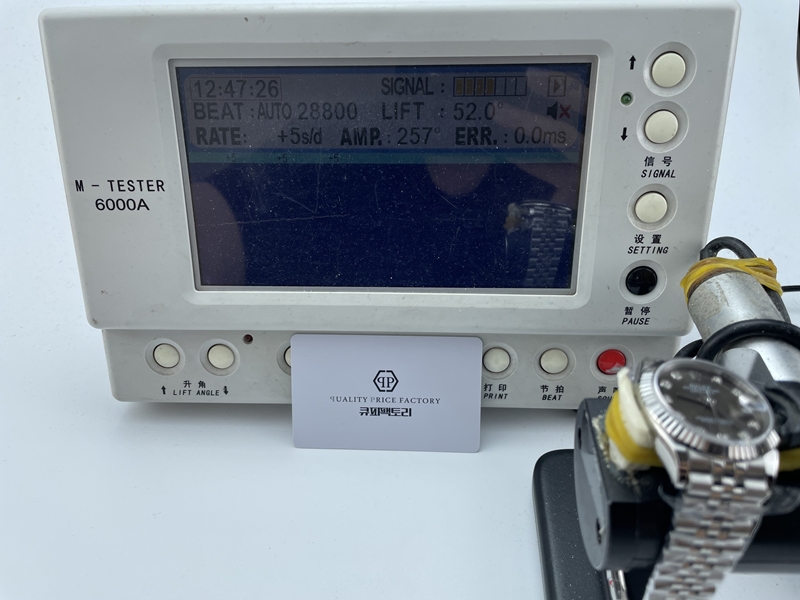 12:47:26 SIGNAL :
BEAT :AUTO 28800 LIFT : 52.0°
RATE: +5s/d AMP.: 257° ERR.: 0.0ms
M - TESTER
6000A
信 号
SIGNAL
设 置
SETTING
暂 停
PAUSE
升 角
LIFT ANGLE
打 印
PRINT
节 拍
BEAT
QUALITY PRICE FACTORY
큐피팩토리